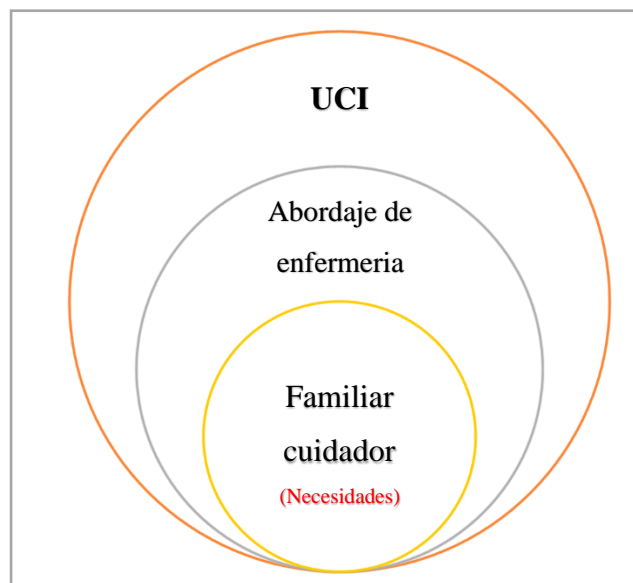 UCI
Abordaje de
enfermeria
Familiar
cuidador
(Necesidades)